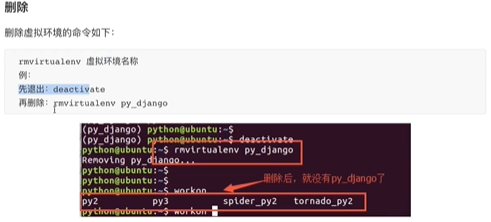 删除
删除虚拟环境的命令如下：
rmvirtualenv 虚拟环境名称
例：
先退出：deactivate
再删除：rmvirtualenv py_django
(py_django) python@ubuntu:~$
(py_django) python@ubuntu:~$ deactivate
python@ubuntu:~$ rmvirtualenv py_django
Removing py_django...
python@ubuntu:~$
python@ubuntu:~$
python@ubuntu:~$ workon
删除后，就没有py_django了
py2 py3 spider_py2 tornado_py2
python@ubuntu:~$ workon